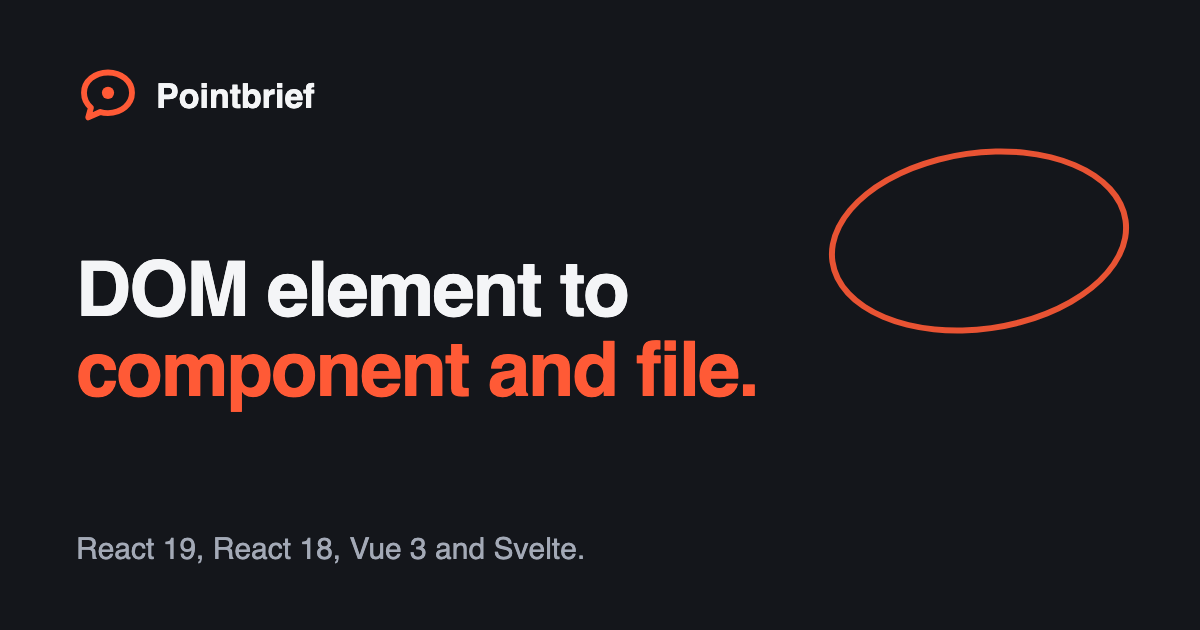 Pointbrief
DOM element to
component and file.
React 19, React 18, Vue 3 and Svelte.